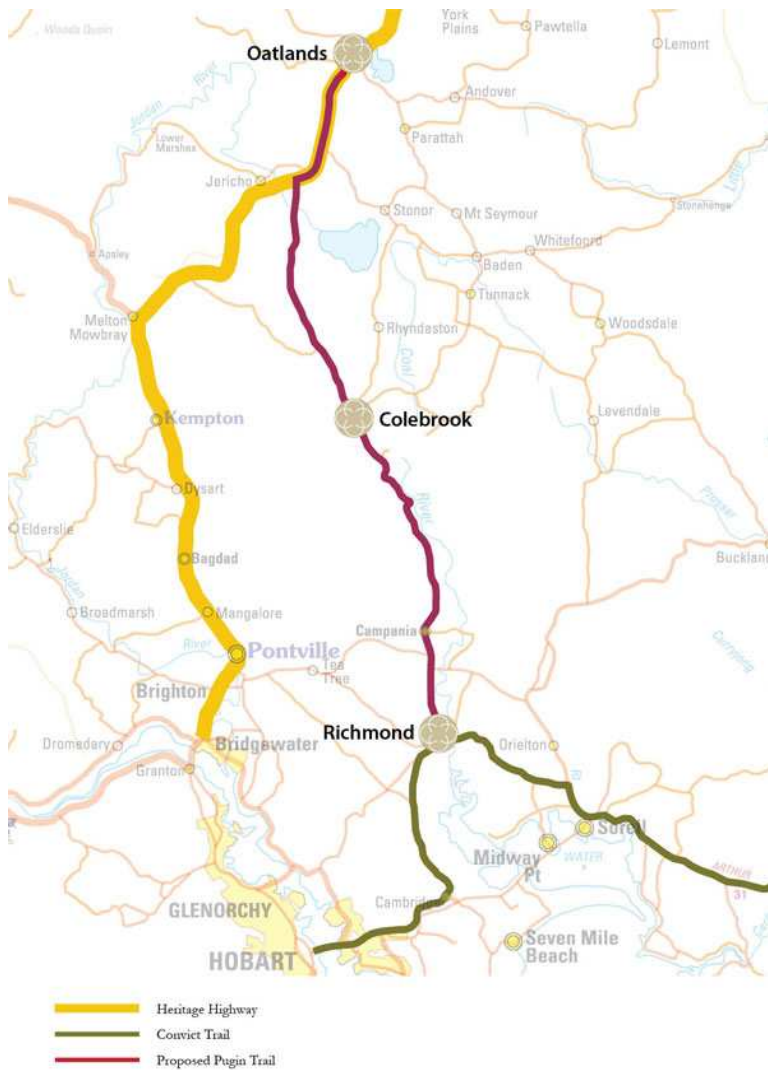 Woods Quoin
York
Plains
Pawtella
Lemont
Oatlands
Jordan
River
Andover
Lower
Marshes
Parattah
Jericho
Little
Stonor
Mt Seymour
Stonehenge
Whitefoord
Apsley
Baden
Tunnack
Melton
Mowbray
Rhyndaston
Coal
Woodsdale
Kempton
Colebrook
Levendale
Dysart
River
Prosser
Elderslie
Bagdad
Buckland
Jordan
Broadmarsh
Mangalore
Campania
River
Pontville
Tea
Tree
Brighton
Richmond
Dromedary
Bridgewater
Orielton
Granton
Sorell
Midway
Pt
WATER
ARTHUR
31
Cambridge
GLENORCHY
HOBART
Seven Mile
Beach
Heritage Highway
Convict Trail
Proposed Pugin Trail